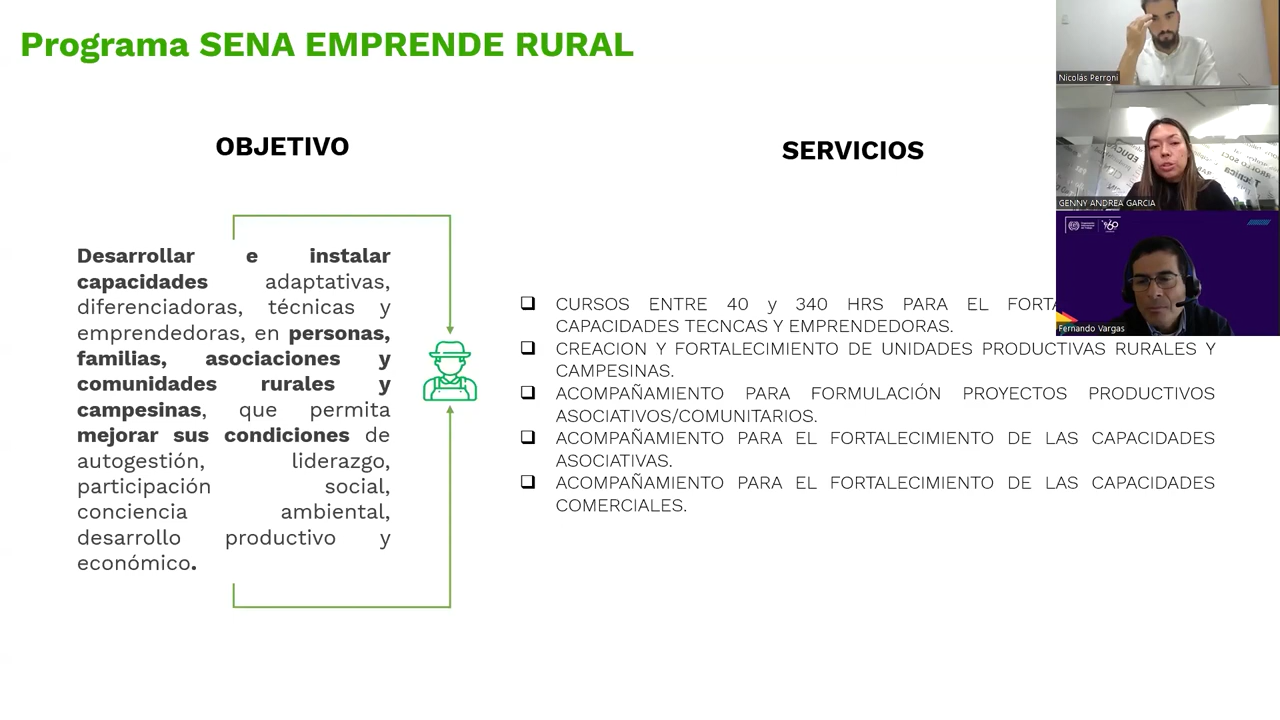 Programa SENA EMPRENDE RURAL
OBJETIVO
Desarrollar e instalar
capacidades adaptativas,
diferenciadoras, técnicas y
emprendedoras, en personas,
familias, asociaciones y
comunidades rurales y
campesinas, que permita
mejorar sus condiciones de
autogestión, liderazgo,
participación social,
conciencia ambiental,
desarrollo productivo y
económico.
SERVICIOS
CURSOS ENTRE 40 y 340 HRS PARA EL
CAPACIDADES TECNCAS Y EMPRENDEDORAS.
CREACION Y FORTALECIMIENTO DE UNIDADES PRODUCTIVAS RURALES Y
CAMPESINAS.
ACOMPAÑAMIENTO PARA FORMULACIÓN PROYECTOS PRODUCTIVOS
ASOCIATIVOS/COMUNITARIOS.
ACOMPAÑAMIENTO PARA EL FORTALECIMIENTO DE LAS CAPACIDADES
ASOCIATIVAS.
ACOMPAÑAMIENTO PARA EL FORTALECIMIENTO DE LAS CAPACIDADES
COMERCIALES.
Nicolás Perroni
GENNY ANDREA GARCIA
Fernando Vargas